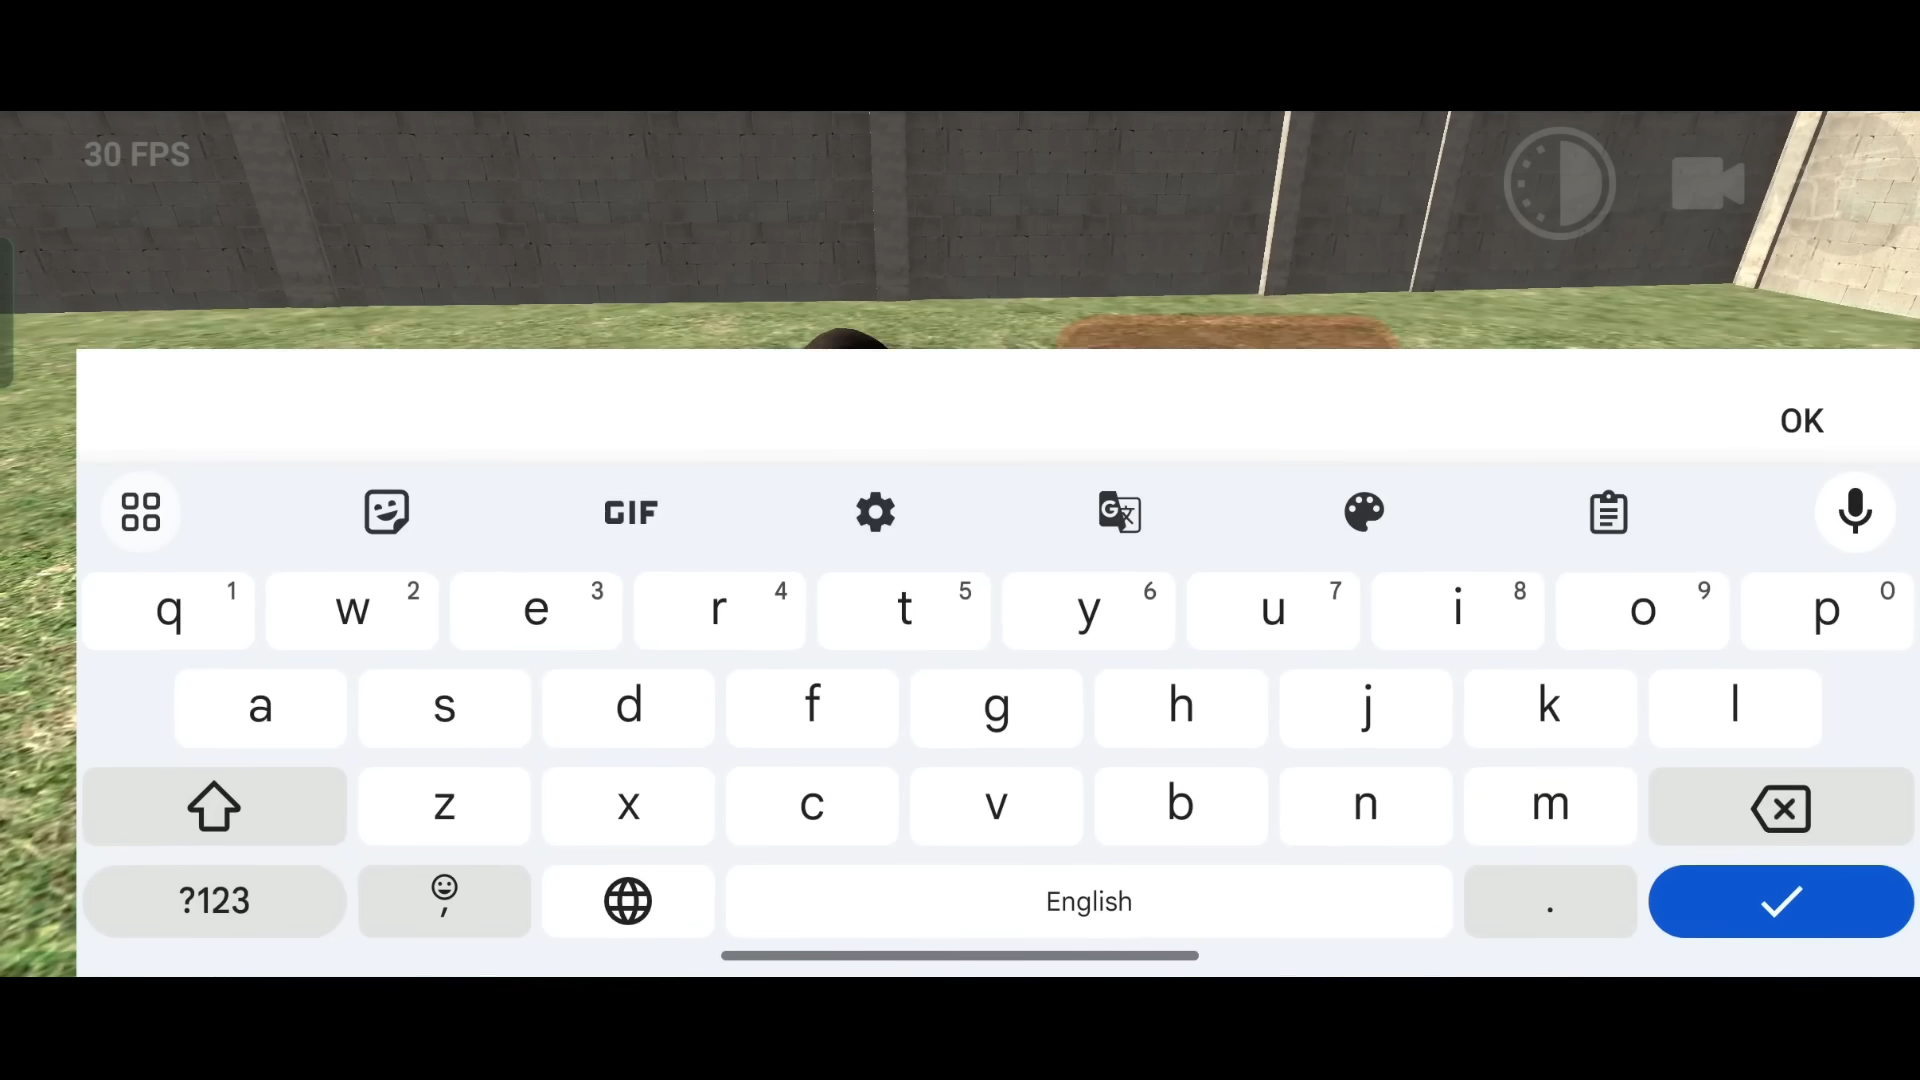 30 FPS
OK
GIF
q 1 w 2 e 3 r 4 t 5 y 6 u 7 i 8 o 9 p 0
a s d f g h j k l
z x c v b n m
?123 , English .